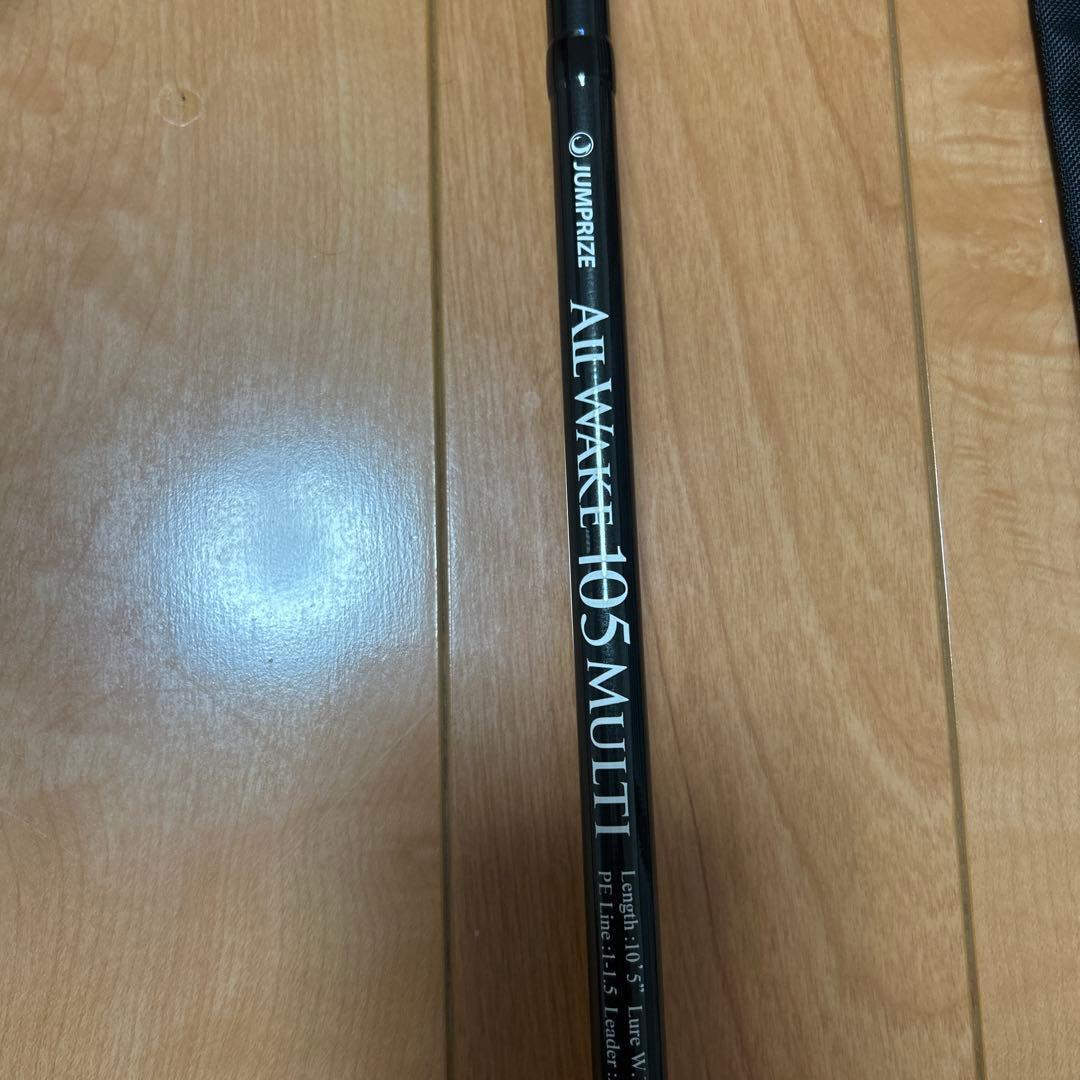 JUMPRIZE
ALL WAKE 105 MULTI
Length :10' 5" Lure W.
PE Line :1-1.5 Leader :